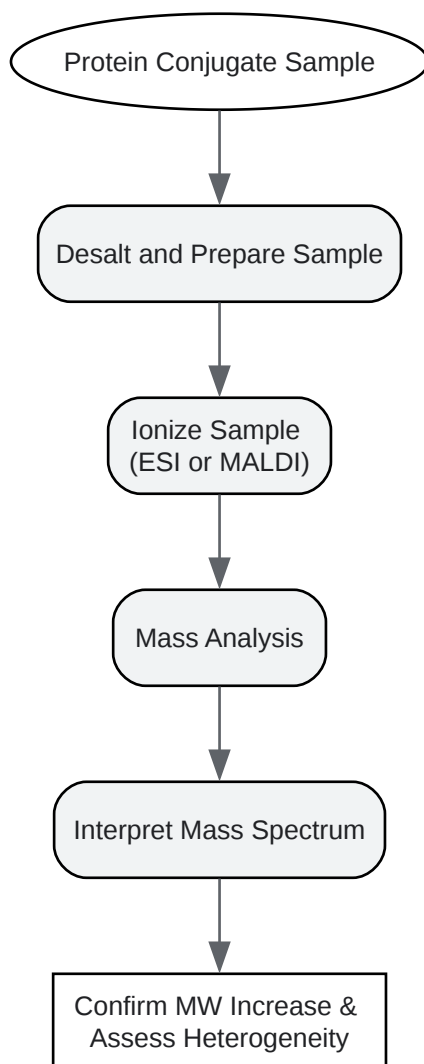 Protein Conjugate Sample
Desalt and Prepare Sample
Ionize Sample
(ESI or MALDI)
Mass Analysis
Interpret Mass Spectrum
Confirm MW Increase &
Assess Heterogeneity